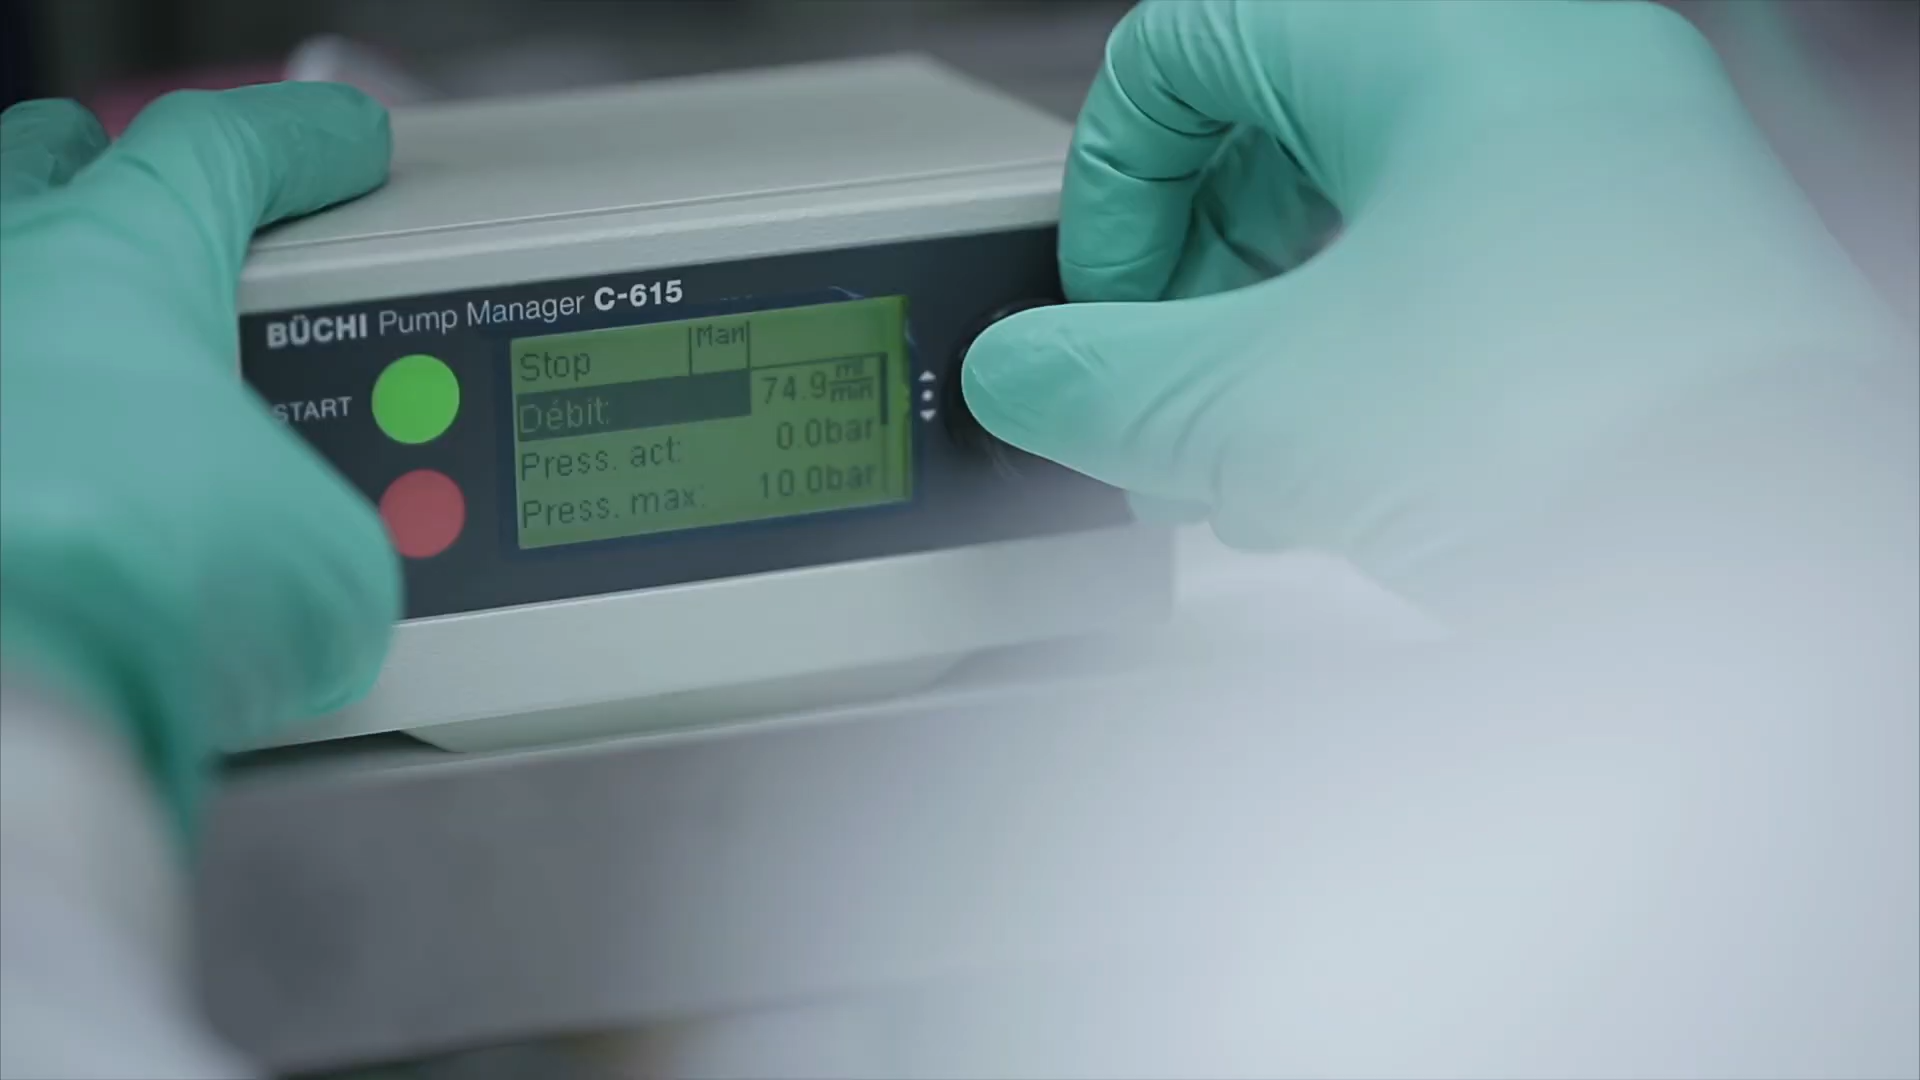 BÜCHI Pump Manager C-615
START
Stop Man
Débit: 74.9 ml/min
Press. act: 0.0bar
Press. max: 10.0bar